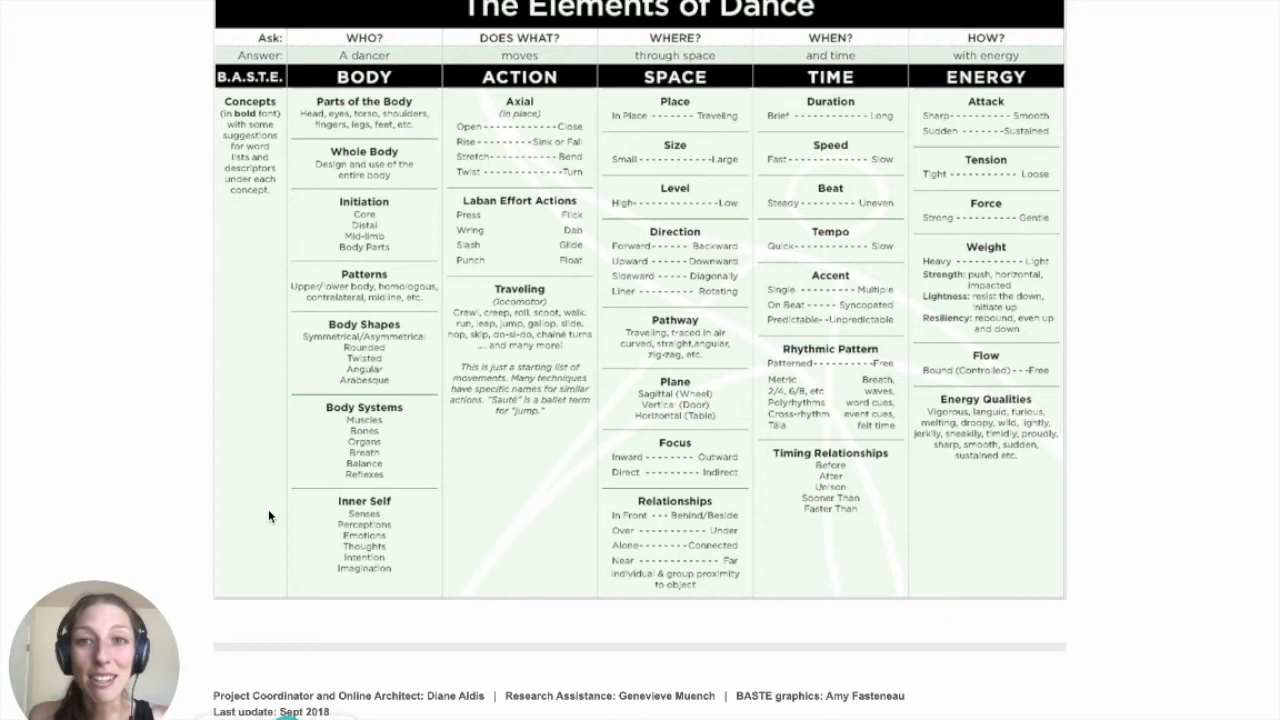 The Elements of Dance
Ask: WHO? DOES WHAT? WHERE? WHEN? HOW?
Answer: A dancer moves through space and time with energy
B.A.S.T.E. BODY ACTION SPACE TIME ENERGY
Concepts
(in bold font)
with some
suggestions
for word
lists and
descriptors
under each
concept.
Parts of the Body
Head, eyes, torso, shoulders,
fingers, legs, feet, etc.
Whole Body
Design and use of the
entire body
Initiation
Core
Distal
Mid-limb
Body Parts
Patterns
Upper/lower body, homologous,
contralateral, midline, etc.
Body Shapes
Symmetrical/Asymmetrical
Rounded
Twisted
Angular
Arabesque
Body Systems
Muscles
Bones
Organs
Breath
Balance
Reflexes
Inner Self
Senses
Perceptions
Emotions
Thoughts
Intention
Imagination
Axial
(in place)
Open ------------ Close
Rise --------- Sink or Fall
Stretch ----------- Bend
Twist ------------- Turn
Laban Effort Actions
Press Flick
Wring Dab
Slash Glide
Punch Float
Traveling
(locomotor)
Crawl, creep, roll, scoot, walk,
run, leap, jump, gallop, slide,
hop, skip, do-si-do, chainé turns
.... and many more!
This is just a starting list of
movements. Many techniques
have specific names for similar
actions. "Sauté" is a ballet term
for "jump."
Place
In Place ------- Traveling
Size
Small ------------- Large
Level
High -------------- Low
Direction
Forward ------ Backward
Upward ------ Downward
Sideward ----- Diagonally
Liner -------- Rotating
Pathway
Traveling, traced in air
curved, straight,angular,
zig-zag, etc.
Plane
Sagittal (Wheel)
Vertical (Door)
Horizontal (Table)
Focus
Inward -------- Outward
Direct --------- Indirect
Relationships
In Front --- Behind/Beside
Over ----------- Under
Alone -------- Connected
Near ------------- Far
Individual & group proximity
to object
Duration
Brief ------------ Long
Speed
Fast ------------ Slow
Beat
Steady --------- Uneven
Tempo
Quick ----------- Slow
Accent
Single --------- Multiple
On Beat ----- Syncopated
Predictable--Unpredictable
Rhythmic Pattern
Patterned ---------- Free
Metric Breath,
2/4, 6/8, etc waves,
Polyrhythms word cues,
Cross-rhythm event cues,
Tāla felt time
Timing Relationships
Before
After
Unison
Sooner Than
Faster Than
Attack
Sharp --------- Smooth
Sudden ------ Sustained
Tension
Tight ---------- Loose
Force
Strong --------- Gentle
Weight
Heavy ---------- Light
Strength: push, horizontal,
impacted
Lightness: resist the down,
initiate up
Resiliency: rebound, even up
and down
Flow
Bound (Controlled) --- Free
Energy Qualities
Vigorous, languid, furious,
melting, droopy, wild, lightly,
jerkily, sneakily, timidly, proudly,
sharp, smooth, sudden,
sustained etc.
Project Coordinator and Online Architect: Diane Aldis | Research Assistance: Genevieve Muench | BASTE graphics: Amy Fasteneau
Last update: Sept 2018